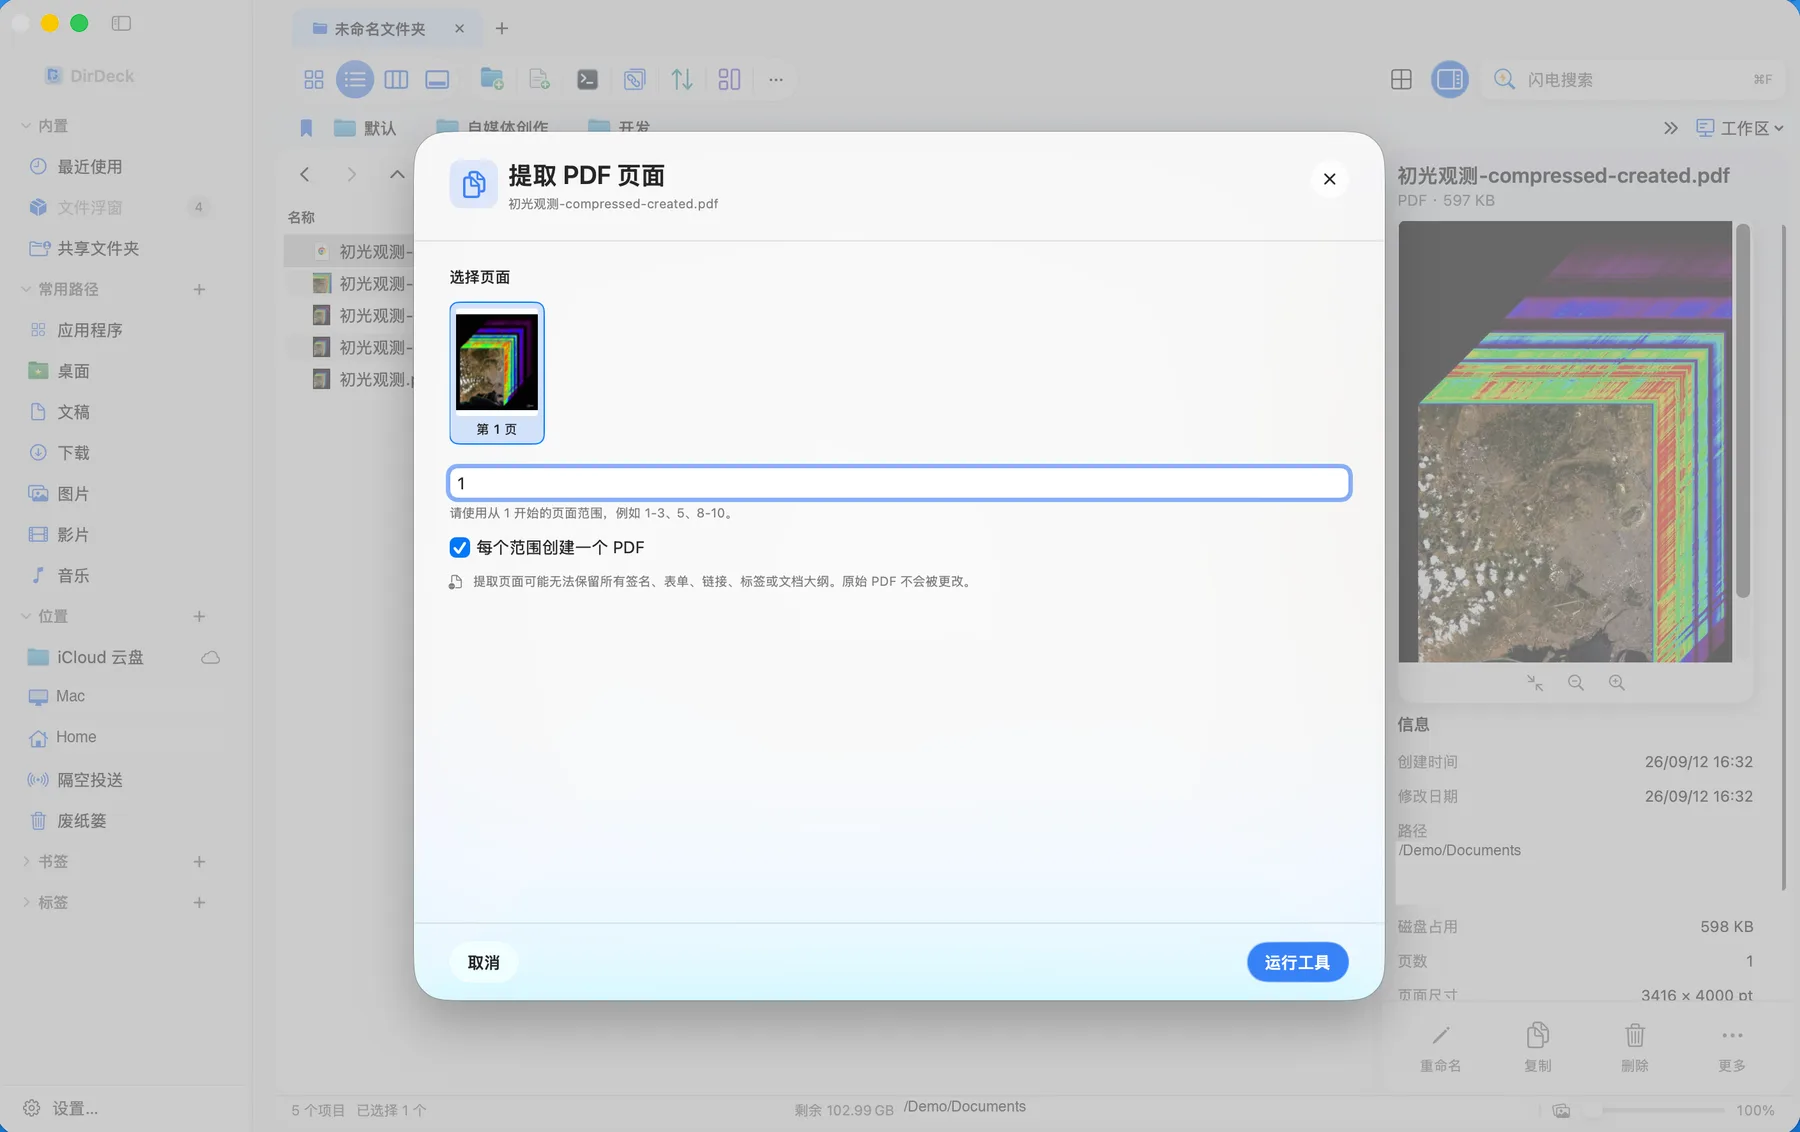 未命名文件夹
DirDeck
闪电搜索
⌘F
默认
自媒体创作
开发
工作区
内置
最近使用
文件浮窗
4
共享文件夹
常用路径
应用程序
桌面
文稿
下载
图片
影片
音乐
位置
iCloud 云盘
Mac
Home
隔空投送
废纸篓
书签
标签
设置...
名称
初光观测-
初光观测-
初光观测-
初光观测-
初光观测.
提取 PDF 页面
初光观测-compressed-created.pdf
选择页面
第 1 页
1
请使用从 1 开始的页面范围，例如 1-3、5、8-10。
每个范围创建一个 PDF
提取页面可能无法保留所有签名、表单、链接、标签或文档大纲。原始 PDF 不会被更改。
取消
运行工具
初光观测-compressed-created.pdf
PDF · 597 KB
信息
创建时间
26/09/12 16:32
修改日期
26/09/12 16:32
路径
/Demo/Documents
磁盘占用
598 KB
页数
1
页面尺寸
3416 × 4000 pt
重命名
复制
删除
更多
5 个项目
已选择 1 个
剩余 102.99 GB
/Demo/Documents
100%